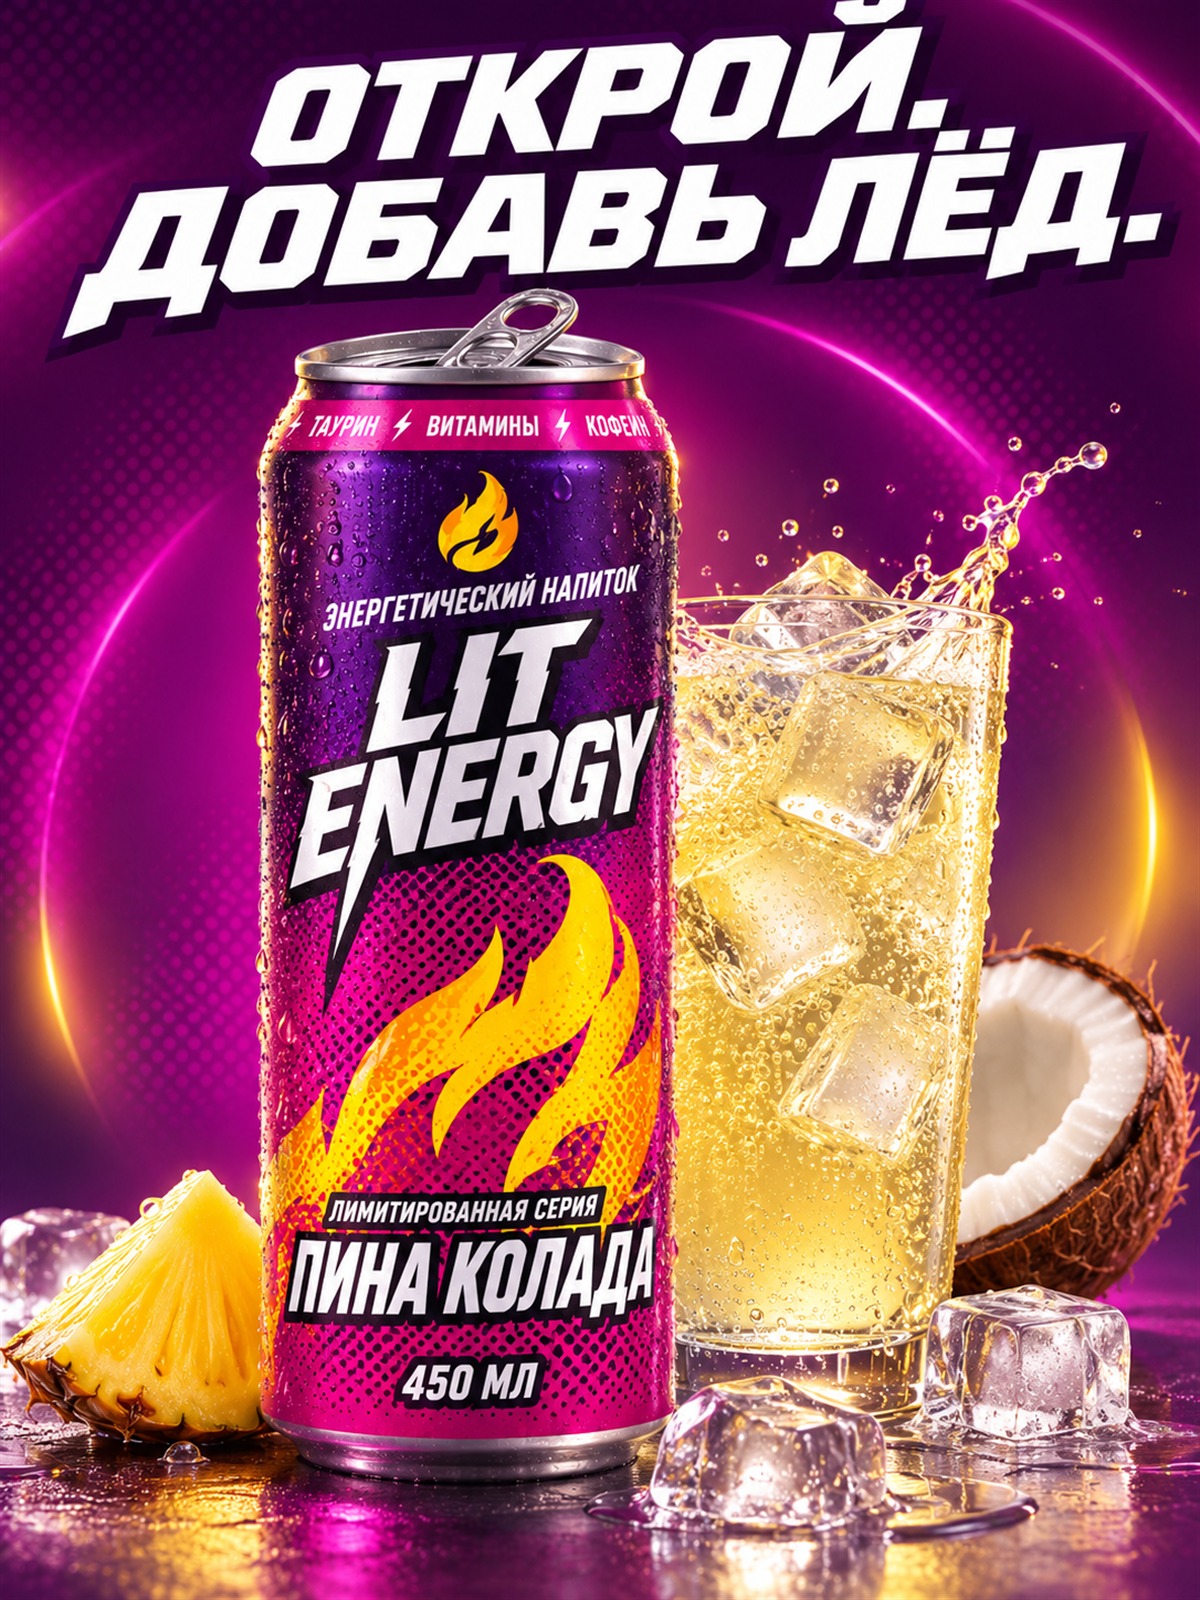 ОТКРОЙ.
ДОБАВЬ ЛЁД.
ТАУРИН ВИТАМИНЫ КОФЕИН
ЭНЕРГЕТИЧЕСКИЙ НАПИТОК
LIT
ENERGY
ЛИМИТИРОВАННАЯ СЕРИЯ
ПИНА КОЛАДА
450 МЛ